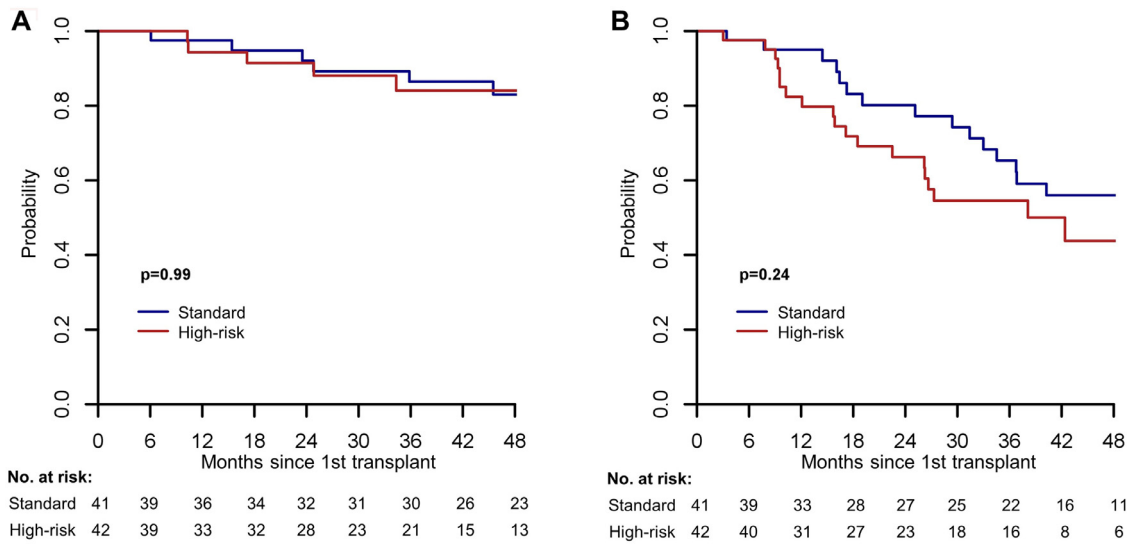 A
1.0
0.8
0.6
0.4
0.2
0.0
Probability
p=0.99
Standard
High-risk
0 6 12 18 24 30 36 42 48
Months since 1st transplant
No. at risk:
Standard 41 39 36 34 32 31 30 26 23
High-risk 42 39 33 32 28 23 21 15 13
B
1.0
0.8
0.6
0.4
0.2
0.0
Probability
p=0.24
Standard
High-risk
0 6 12 18 24 30 36 42 48
Months since 1st transplant
No. at risk:
Standard 41 39 33 28 27 25 22 16 11
High-risk 42 40 31 27 23 18 16 8 6